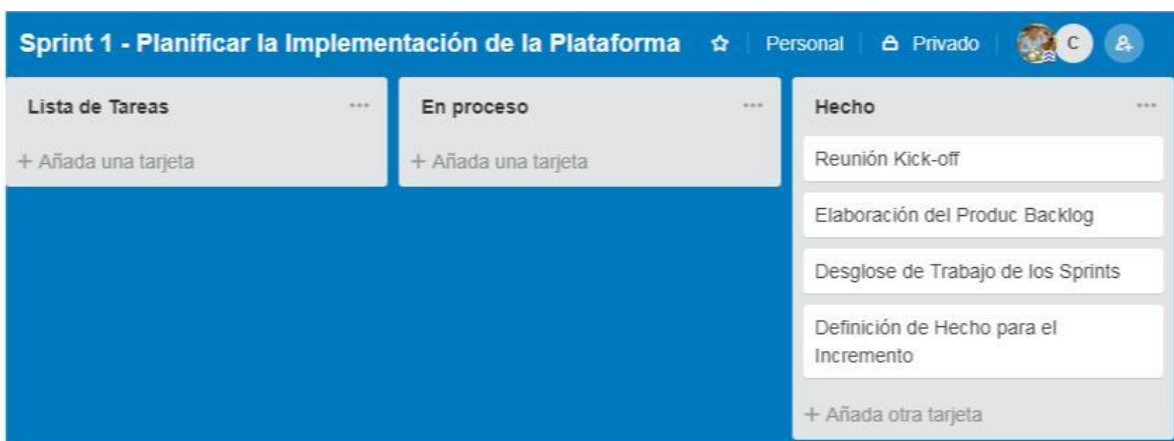 Sprint 1 - Planificar la Implementación de la Plataforma Personal Privado C
Lista de Tareas
+ Añada una tarjeta
En proceso
+ Añada una tarjeta
Hecho
Reunión Kick-off
Elaboración del Produc Backlog
Desglose de Trabajo de los Sprints
Definición de Hecho para el
Incremento
+ Añada otra tarjeta